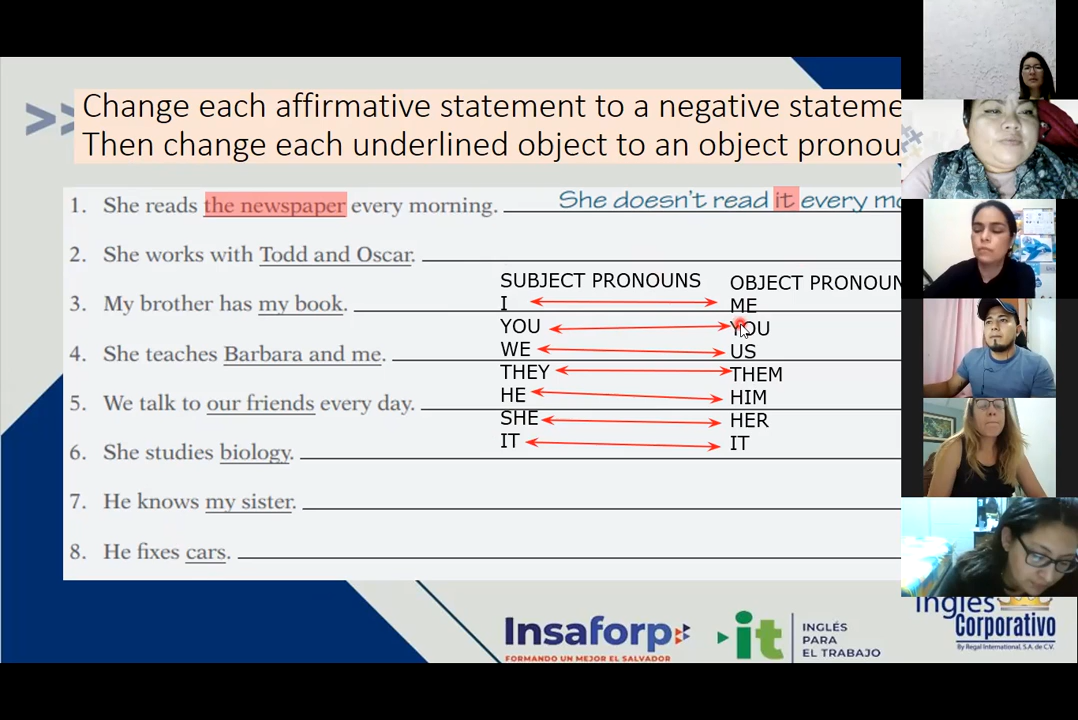 >>
Change each affirmative statement to a negative stateme
Then change each underlined object to an object pronou
1. She reads the newspaper every morning. She doesn't read it every mo
2. She works with Todd and Oscar.
3. My brother has my book.
4. She teaches Barbara and me.
5. We talk to our friends every day.
6. She studies biology.
7. He knows my sister.
8. He fixes cars.
SUBJECT PRONOUNS
I
YOU
WE
THEY
HE
SHE
IT
OBJECT PRONOUN
ME
YOU
US
THEM
HIM
HER
IT
Insaforp
FORMANDO UN MEJOR EL SALVADOR
it
INGLÉS
PARA
EL TRABAJO
Inglés
Corporativo
By Regal International, S.A. de C.V.